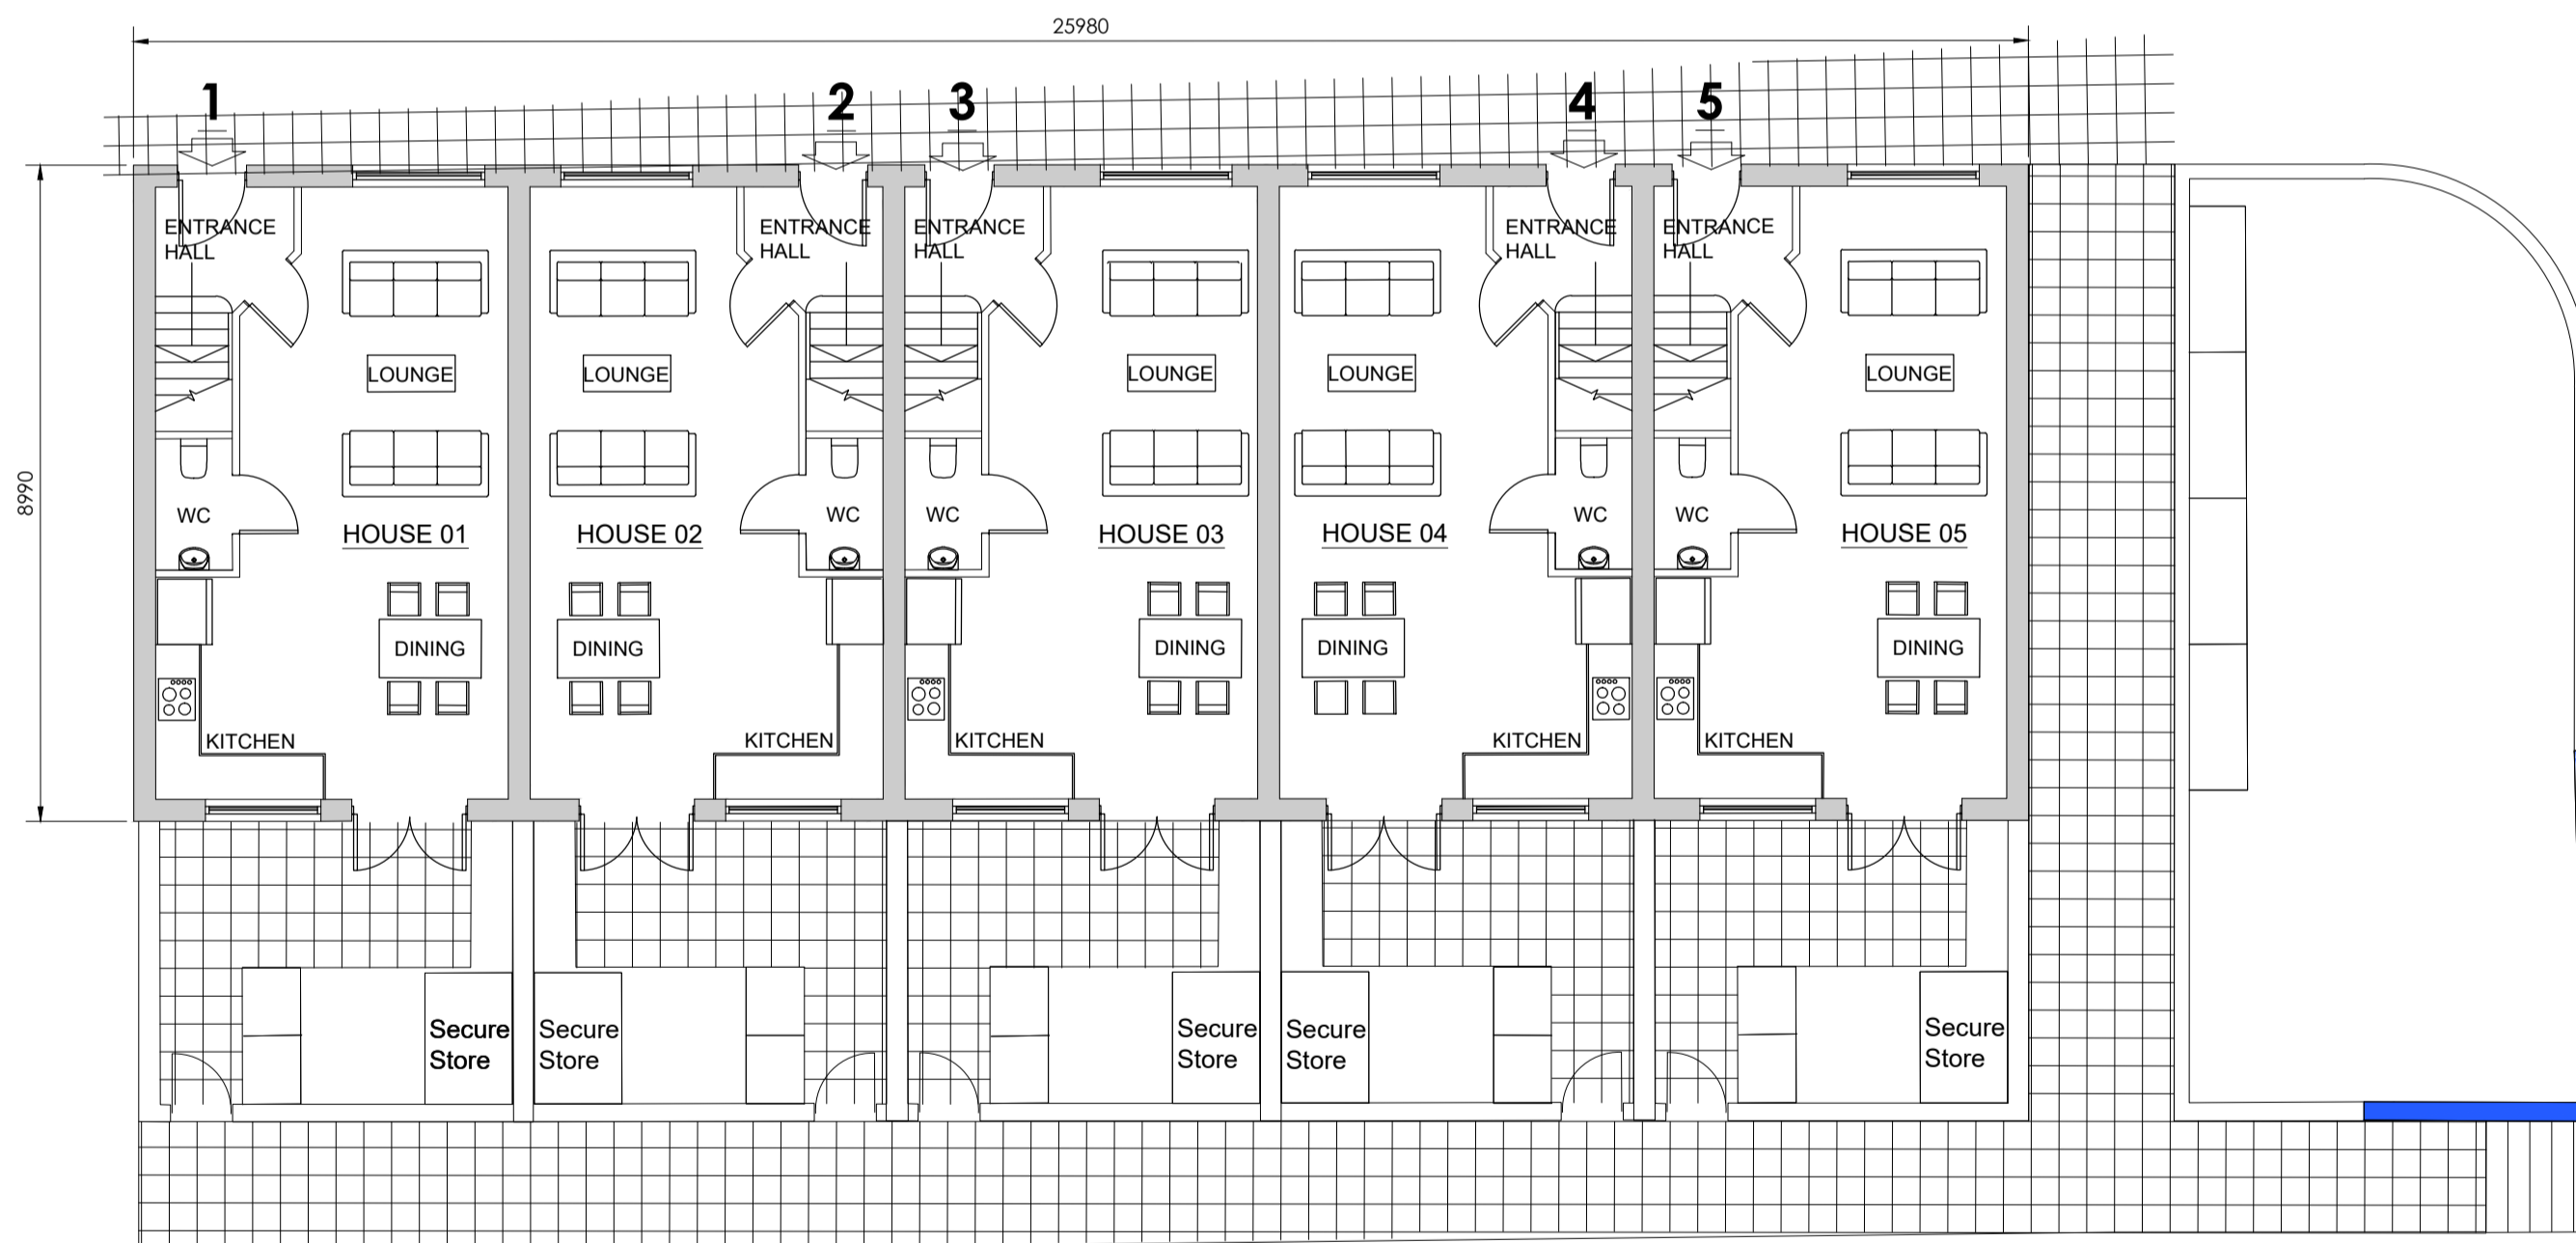 25980
1
2
3
4
5
ENTRANCE
HALL
ENTRANCE
HALL
ENTRANCE
HALL
ENTRANCE
HALL
ENTRANCE
HALL
LOUNGE
LOUNGE
LOUNGE
LOUNGE
LOUNGE
8990
WC
WC
WC
WC
WC
HOUSE 01
HOUSE 02
HOUSE 03
HOUSE 04
HOUSE 05
DINING
DINING
DINING
DINING
DINING
KITCHEN
KITCHEN
KITCHEN
KITCHEN
KITCHEN
Secure
Store
Secure
Store
Secure
Store
Secure
Store
Secure
Store